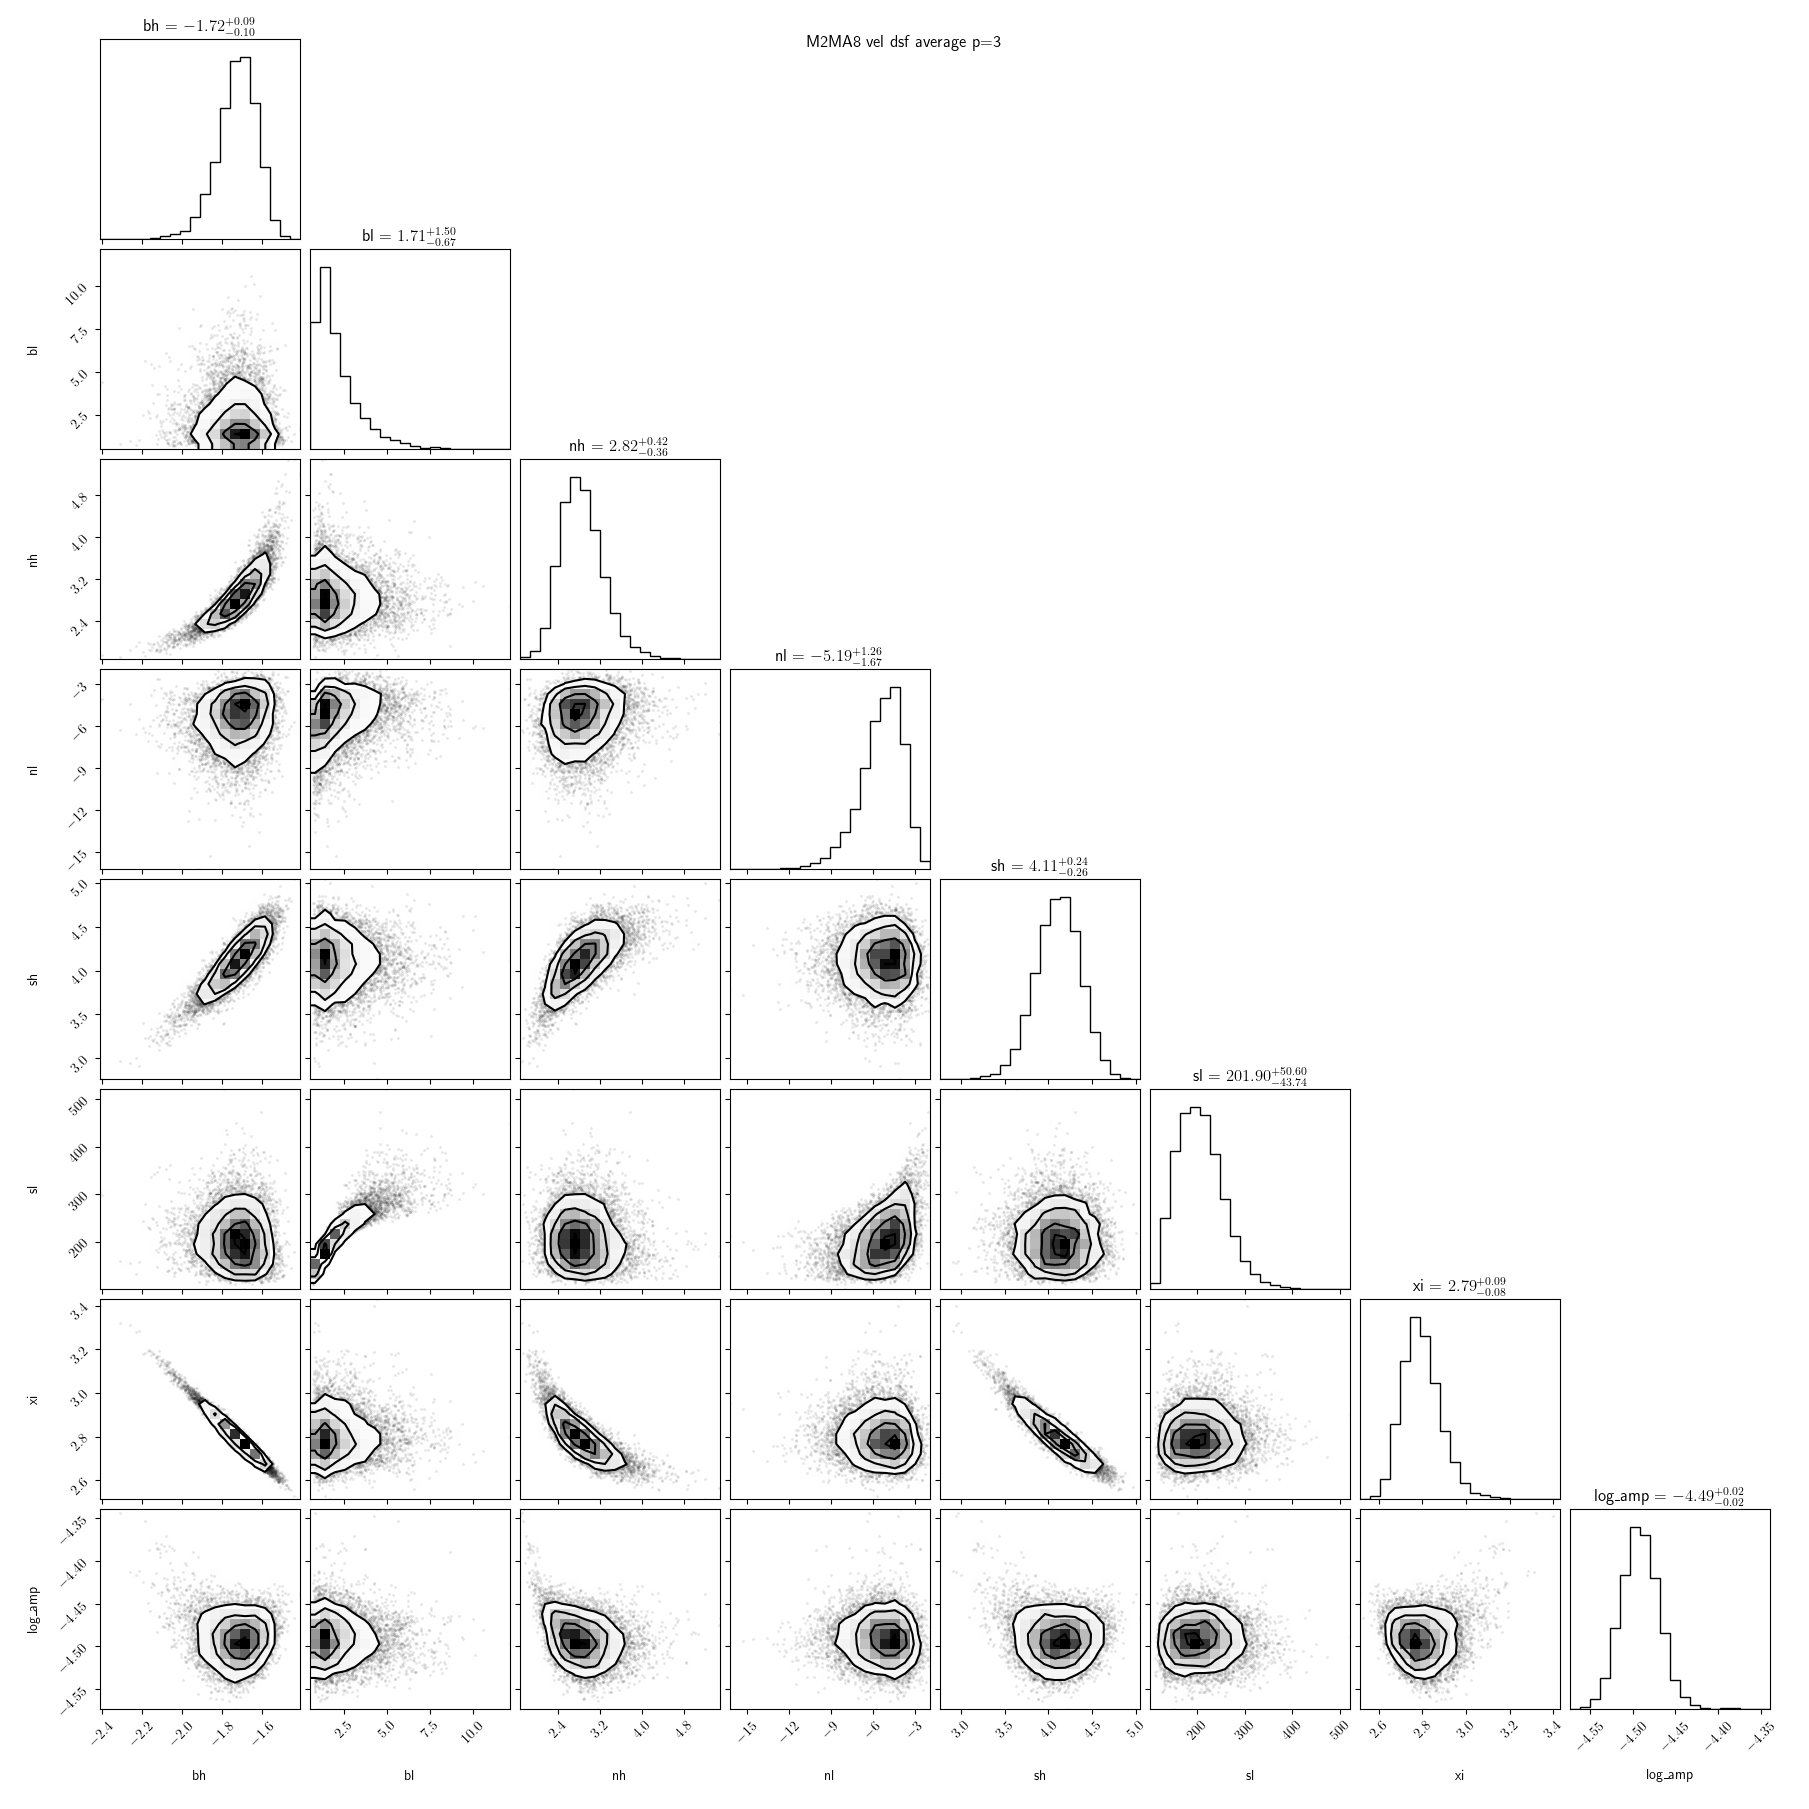 M2MA8 vel dsf average p=3
bh = −1.72 +0.09 −0.10
bl = 1.71 +1.50 −0.67
bl
10.0
7.5
5.0
2.5
nh = 2.82 +0.42 −0.36
nh
4.8
4.0
3.2
2.4
nl = −5.19 +1.26 −1.67
nl
−3
−6
−9
−12
−15
sh = 4.11 +0.24 −0.26
sh
5.0
4.5
4.0
3.5
3.0
sl = 201.90 +50.60 −43.74
sl
500
400
300
200
xi = 2.79 +0.09 −0.08
xi
3.4
3.2
3.0
2.8
2.6
log_amp = −4.49 +0.02 −0.02
log_amp
−4.35
−4.40
−4.45
−4.50
−4.55
−2.4 −2.2 −2.0 −1.8 −1.6 2.5 5.0 7.5 10.0 2.4 3.2 4.0 4.8 −15 −12 −9 −6 −3 3.0 3.5 4.0 4.5 5.0 200 300 400 500 2.6 2.8 3.0 3.2 3.4 −4.55 −4.50 −4.45 −4.40 −4.35
bh bl nh nl sh sl xi log_amp